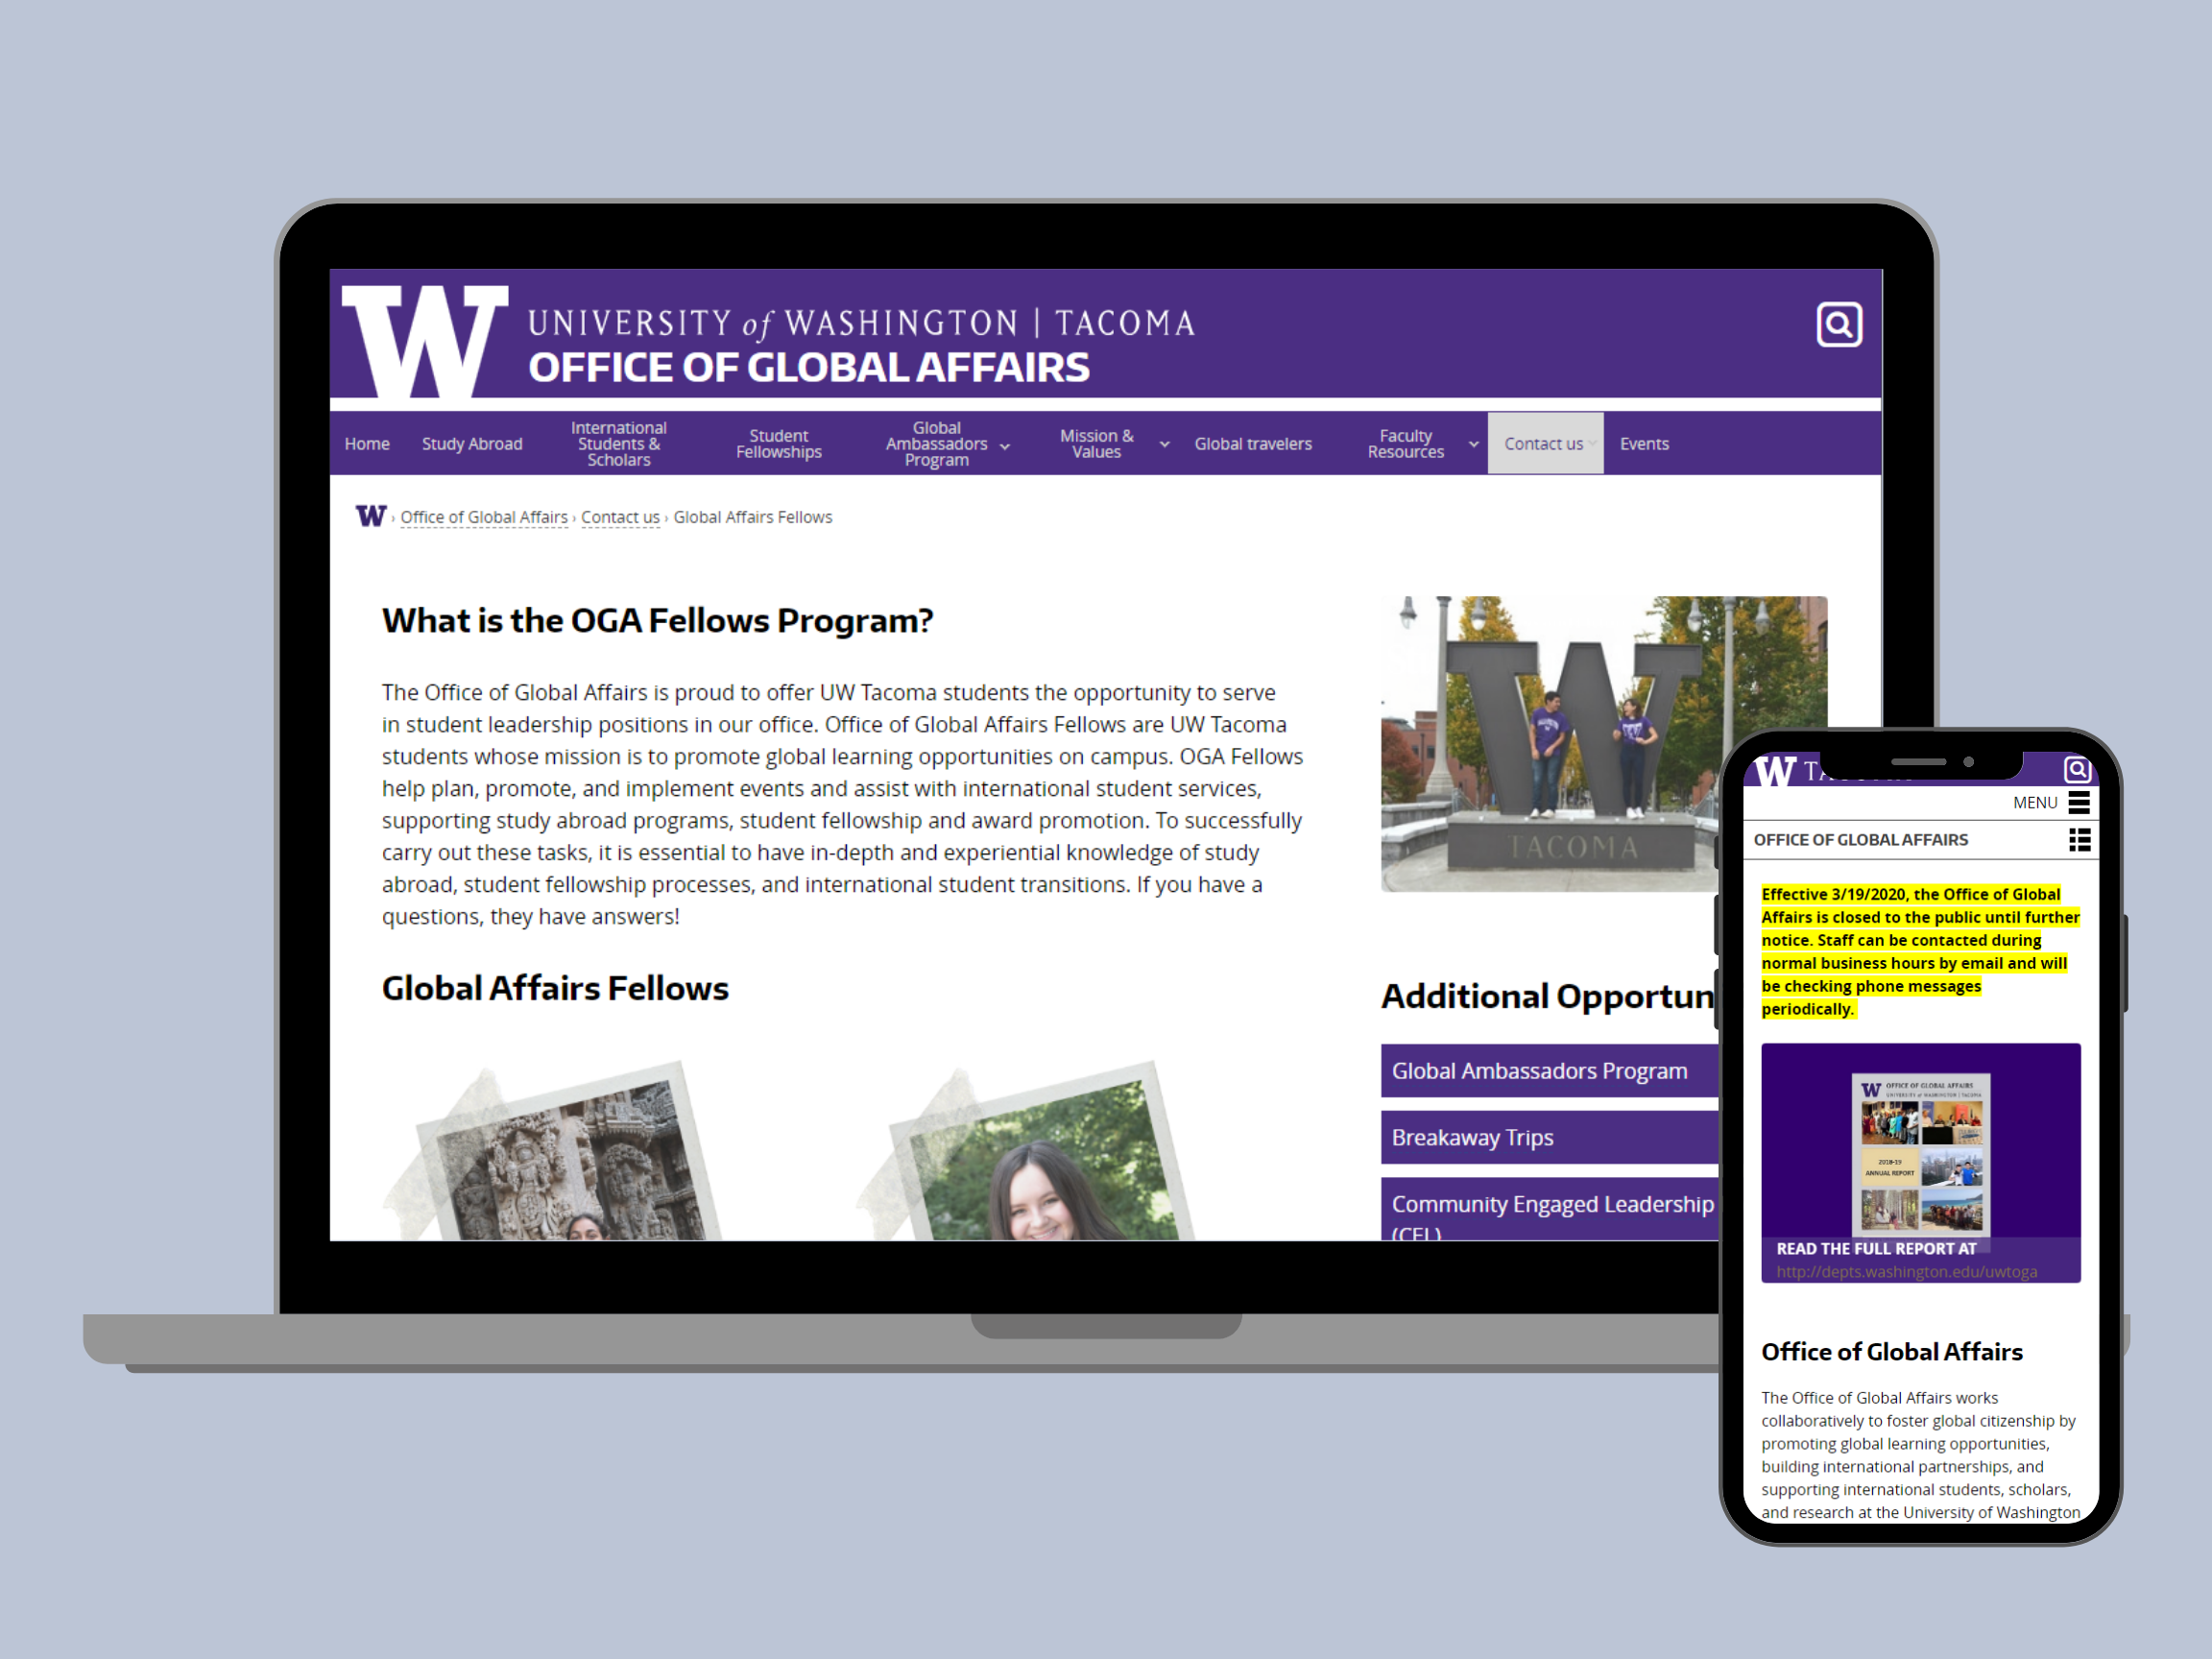 W
UNIVERSITY of WASHINGTON | TACOMA
OFFICE OF GLOBAL AFFAIRS
Home
Study Abroad
International
Students &
Scholars
Student
Fellowships
Global
Ambassadors
Program
Mission &
Values
Global travelers
Faculty
Resources
Contact us
Events
W › Office of Global Affairs › Contact us › Global Affairs Fellows
What is the OGA Fellows Program?
The Office of Global Affairs is proud to offer UW Tacoma students the opportunity to serve
in student leadership positions in our office. Office of Global Affairs Fellows are UW Tacoma
students whose mission is to promote global learning opportunities on campus. OGA Fellows
help plan, promote, and implement events and assist with international student services,
supporting study abroad programs, student fellowship and award promotion. To successfully
carry out these tasks, it is essential to have in-depth and experiential knowledge of study
abroad, student fellowship processes, and international student transitions. If you have a
questions, they have answers!
Global Affairs Fellows
W
TACOMA
Additional Opportun
Global Ambassadors Program
Breakaway Trips
Community Engaged Leadership
(CEL)
W
MENU
OFFICE OF GLOBAL AFFAIRS
Effective 3/19/2020, the Office of Global
Affairs is closed to the public until further
notice. Staff can be contacted during
normal business hours by email and will
be checking phone messages
periodically.
W OFFICE OF GLOBAL AFFAIRS
UNIVERSITY of WASHINGTON | TACOMA
2018-19
ANNUAL REPORT
READ THE FULL REPORT AT
http://depts.washington.edu/uwtoga
Office of Global Affairs
The Office of Global Affairs works
collaboratively to foster global citizenship by
promoting global learning opportunities,
building international partnerships, and
supporting international students, scholars,
and research at the University of Washington